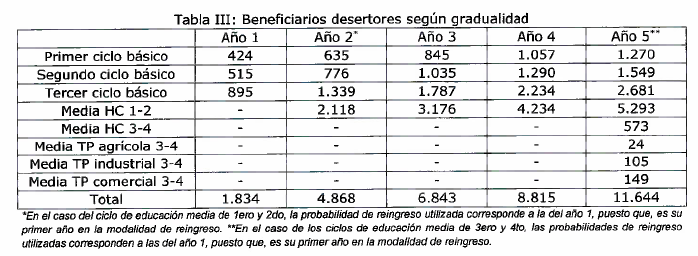 Tabla III: Beneficiarios desertores según gradualidad
Año 1 Año 2* Año 3 Año 4 Año 5**
Primer ciclo básico 424 635 845 1.057 1.270
Segundo ciclo básico 515 776 1.035 1.290 1.549
Tercer ciclo básico 895 1.339 1.787 2.234 2.681
Media HC 1-2 - 2.118 3.176 4.234 5.293
Media HC 3-4 - - - - 573
Media TP agrícola 3-4 - - - - 24
Media TP industrial 3-4 - - - - 105
Media TP comercial 3-4 - - - - 149
Total 1.834 4.868 6.843 8.815 11.644
*En el caso del ciclo de educación media de 1ero y 2do, la probabilidad de reingreso utilizada corresponde a la del año 1, puesto que, es su
primer año en la modalidad de reingreso. **En el caso de los ciclos de educación media de 3ero y 4to, las probabilidades de reingreso
utilizadas corresponden a las del año 1, puesto que, es su primer año en la modalidad de reingreso.